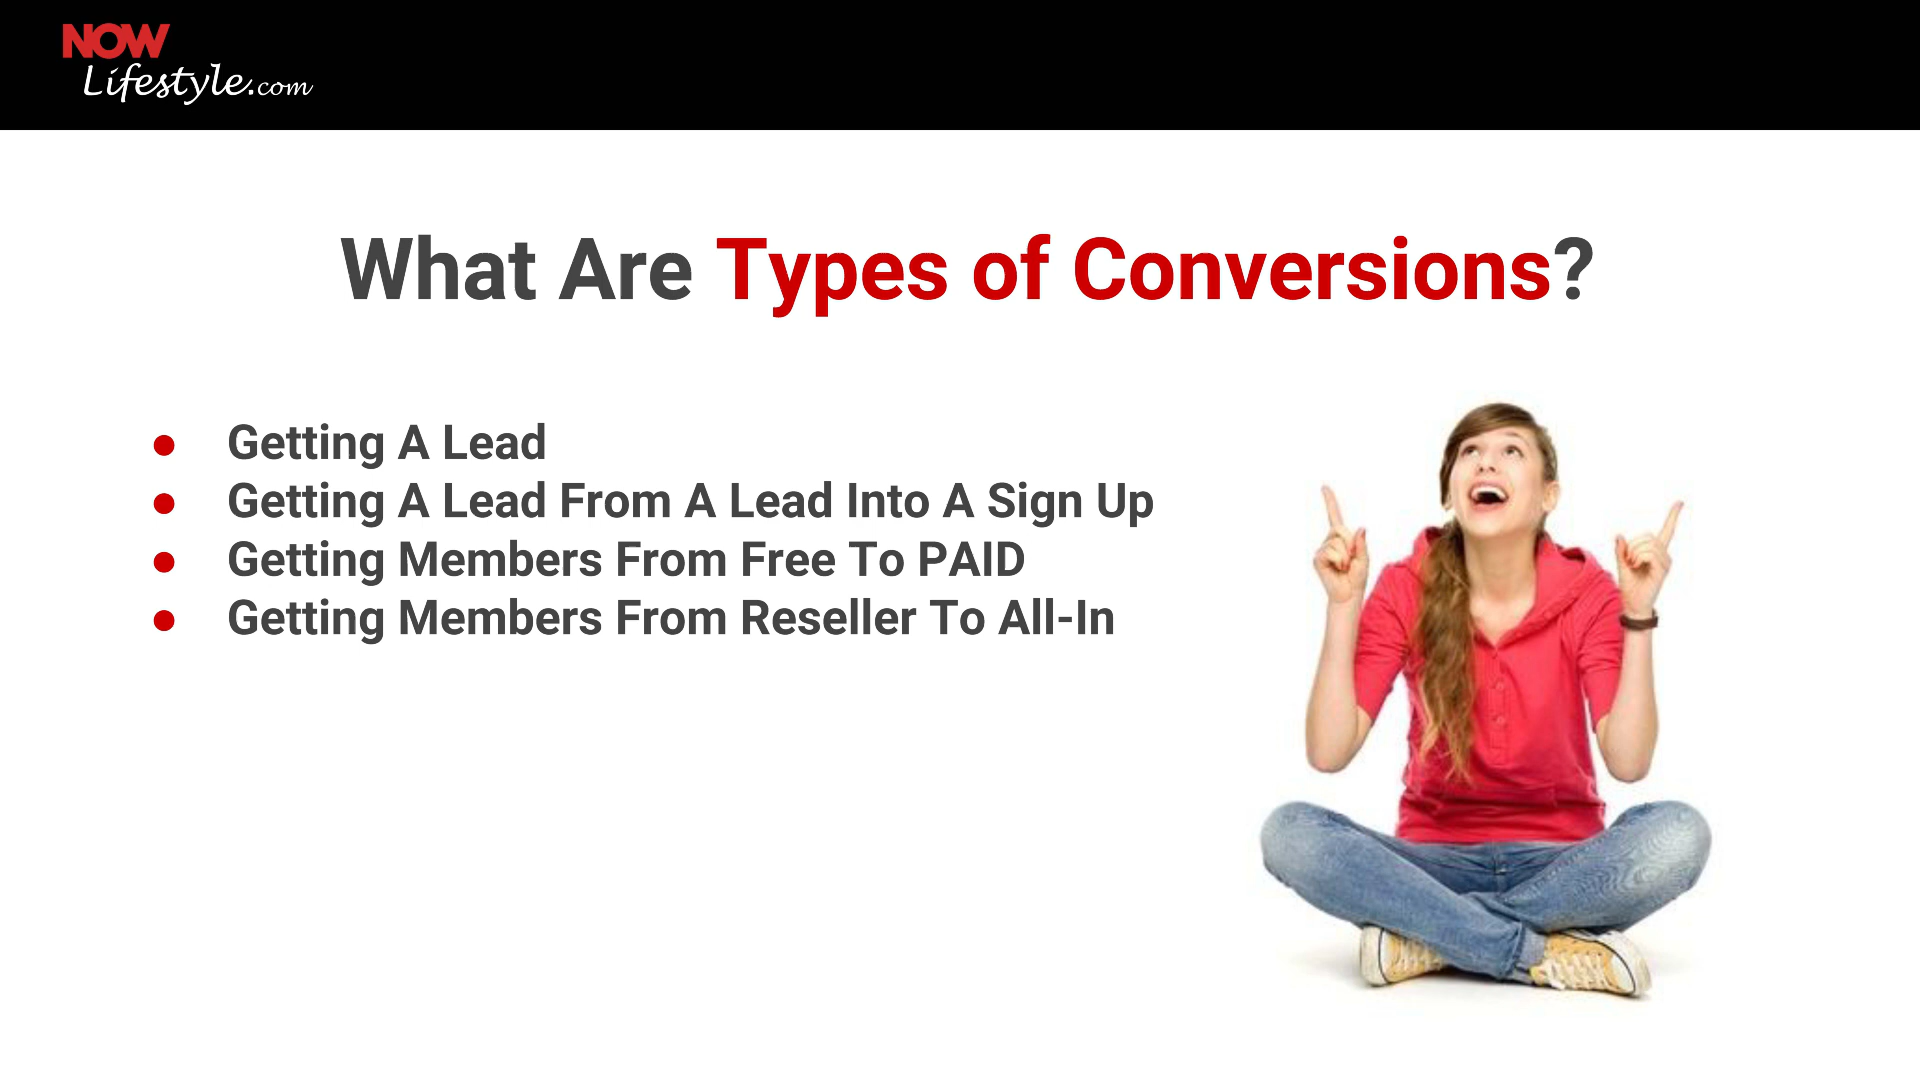 NOW
Lifestyle.com
What Are Types of Conversions?
● Getting A Lead
● Getting A Lead From A Lead Into A Sign Up
● Getting Members From Free To PAID
● Getting Members From Reseller To All-In